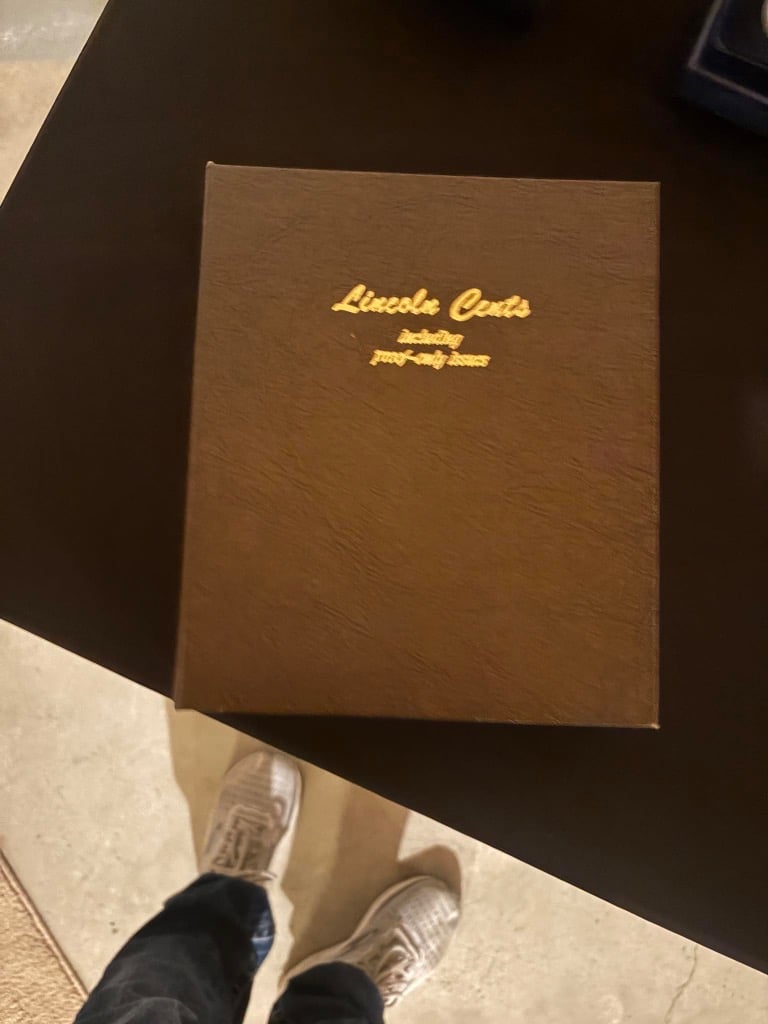 Lincoln Cents
including
proof-only issues